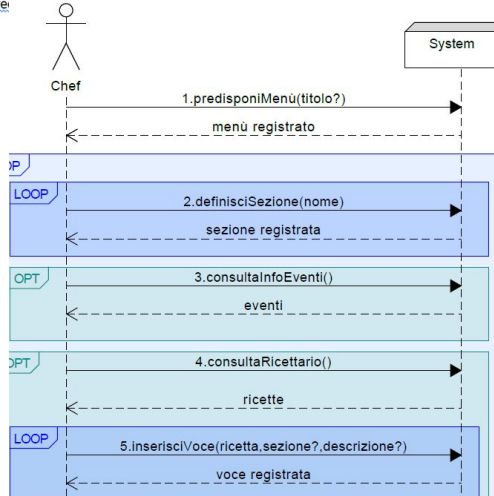 System
Chef
1.predisponiMenù(titolo?)
menù registrato
LOOP
2.definisciSezione(nome)
sezione registrata
OPT
3.consultaInfoEventi()
eventi
4.consultaRicettario()
ricette
LOOP
5.inserisciVoce(ricetta,sezione?,descrizione?)
voce registrata